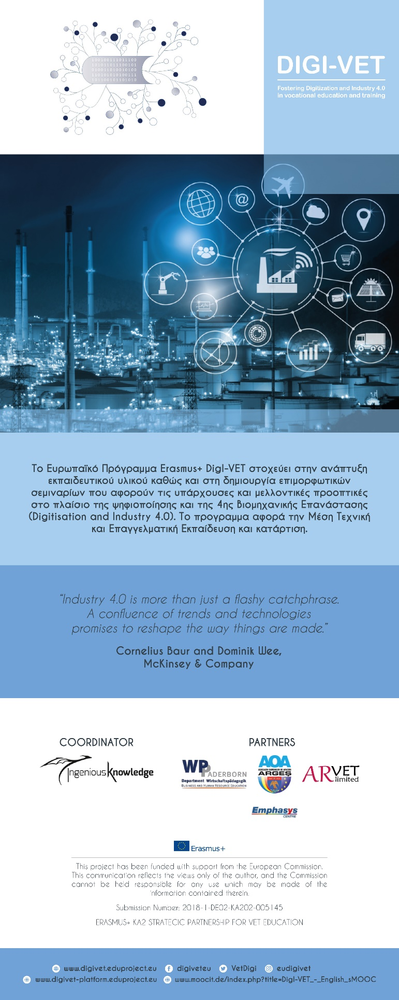 100100111011100
101011011100101
010011010010100
010101010100111
101100101101010
DIGI-VET
Fostering Digitization and Industry 4.0
in vocational education and training
@
Το Ευρωπαϊκό Πρόγραμμα Erasmus+ DigI-VET στοχεύει στην ανάπτυξη
εκπαιδευτικού υλικού καθώς και στη δημιουργία επιμορφωτικών
σεμιναρίων που αφορούν τις υπάρχουσες και μελλοντικές προοπτικές
στο πλαίσιο της ψηφιοποίησης και της 4ης Βιομηχανικής Επανάστασης
(Digitisation and Industry 4.0). Το προγραμμα αφορά την Μέση Τεχνική
και Επαγγελματική Εκπαίδευση και κατάρτιση.
“Industry 4.0 is more than just a flashy catchphrase.
A confluence of trends and technologies
promises to reshape the way things are made.”
Cornelius Baur and Dominik Wee,
McKinsey & Company
COORDINATOR
Ingenious Knowledge
PARTNERS
WP PADERBORN
Department Wirtschaftspädagogik
BUSINESS AND HUMAN RESOURCE EDUCATION
AOA
ASOCIATIA OAMENILOR DE AFACERI
ARGEȘ
ARVET
limited
Emphasys
CENTRE
Erasmus+
This project has been funded with support from the European Commission.
This communication reflects the views only of the author, and the Commission
cannot be held responsible for any use which may be made of the
information contained therein.
Submission Number: 2018-1-DE02-KA202-005145
ERASMUS+ KA2 STRATEGIC PARTNERSHIP FOR VET EDUCATION
www.digivet.eduproject.eu digiveteu VetDigi eudigivet
www.digivet-platform.eduproject.eu www.moocit.de/index.php?title=DigI-VET_-_English_sMOOC